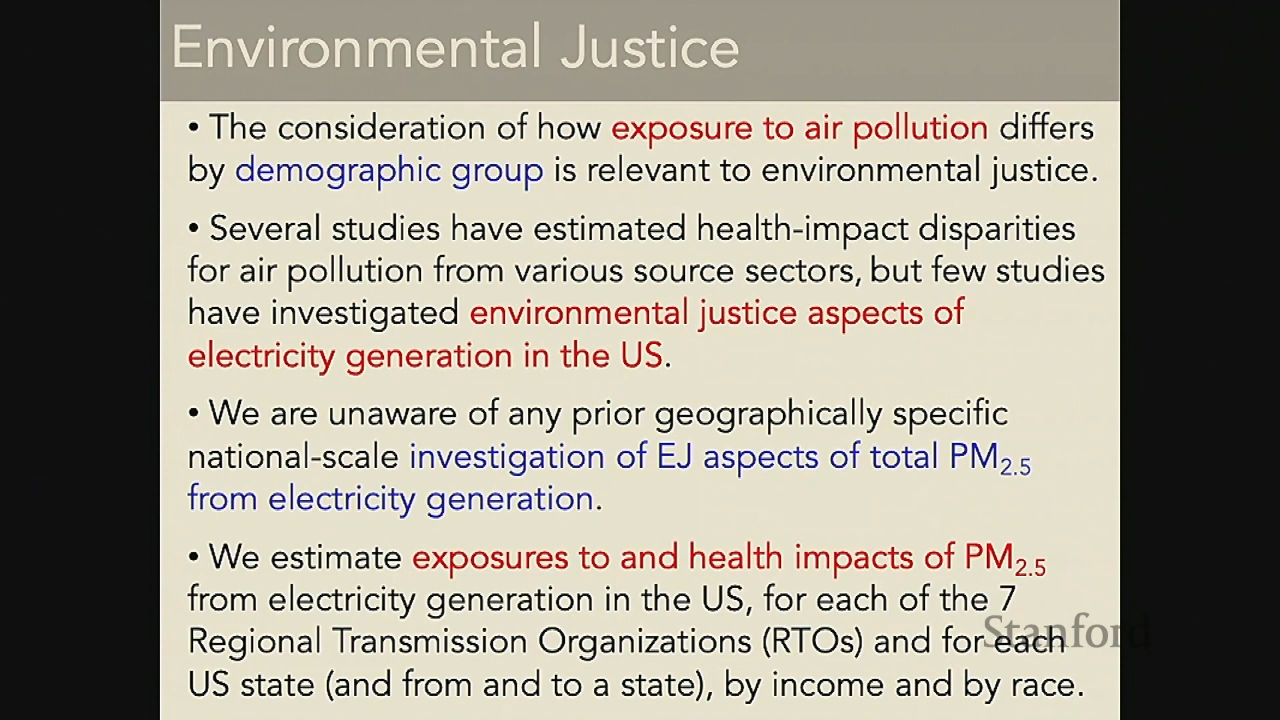 Environmental Justice
• The consideration of how exposure to air pollution differs
by demographic group is relevant to environmental justice.
• Several studies have estimated health-impact disparities
for air pollution from various source sectors, but few studies
have investigated environmental justice aspects of
electricity generation in the US.
• We are unaware of any prior geographically specific
national-scale investigation of EJ aspects of total PM2.5
from electricity generation.
• We estimate exposures to and health impacts of PM2.5
from electricity generation in the US, for each of the 7
Regional Transmission Organizations (RTOs) and for each
US state (and from and to a state), by income and by race.
Stanford